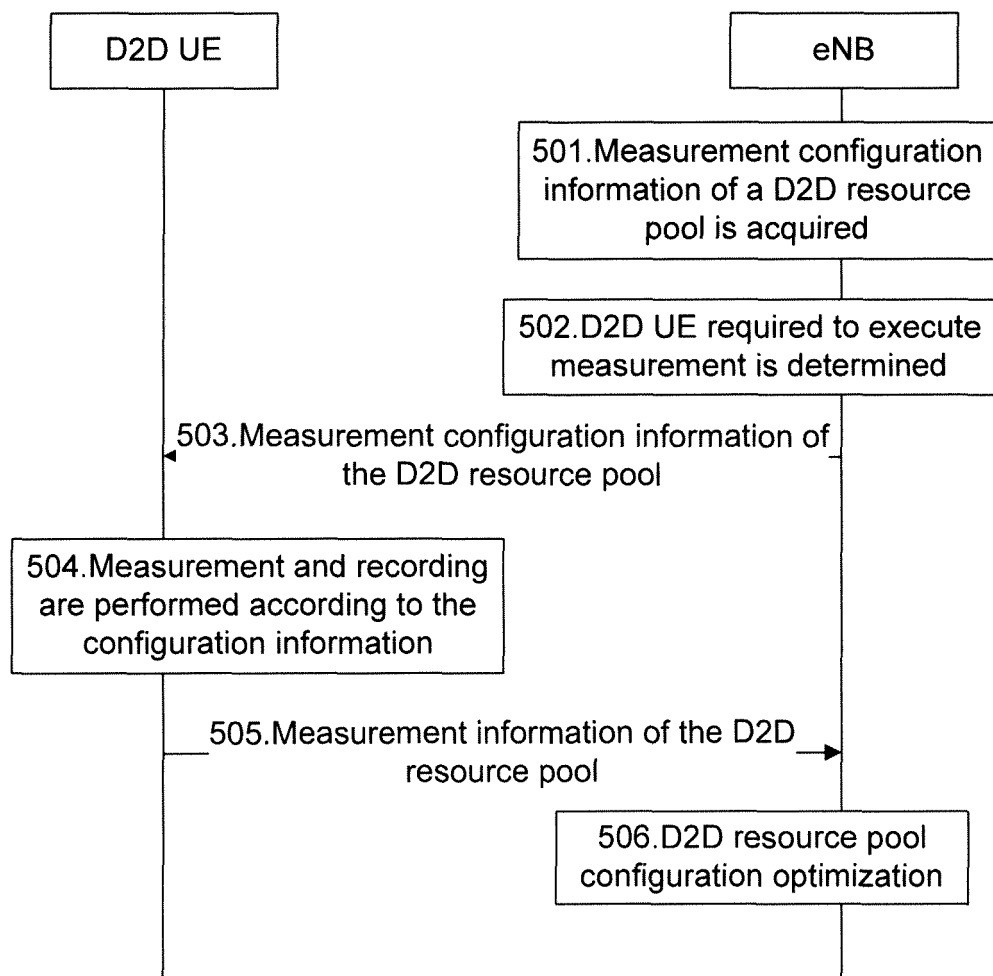 D2D UE
eNB
501.Measurement configuration
information of a D2D resource
pool is acquired
502.D2D UE required to execute
measurement is determined
503.Measurement configuration information of
the D2D resource pool
504.Measurement and recording
are performed according to the
configuration information
505.Measurement information of the D2D
resource pool
506.D2D resource pool
configuration optimization